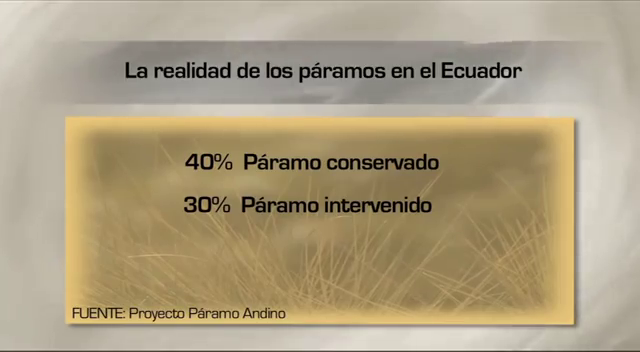 La realidad de los páramos en el Ecuador
40% Páramo conservado
30% Páramo intervenido
FUENTE: Proyecto Páramo Andino